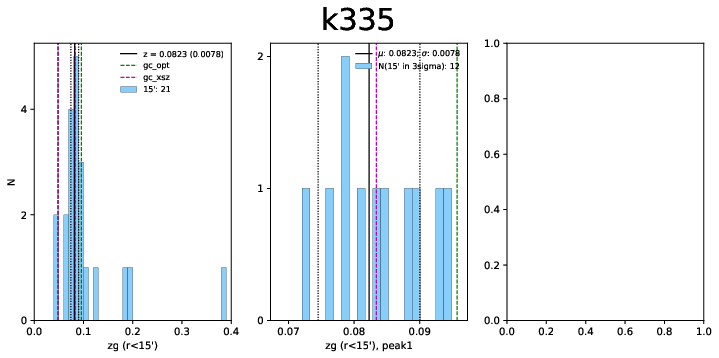 k335
z = 0.0823 (0.0078)
gc_opt
gc_xsz
15': 21
N
4
2
0
0.0 0.1 0.2 0.3 0.4
zg (r<15')
μ: 0.0823, σ: 0.0078
N(15' in 3sigma): 12
2
1
0
0.07 0.08 0.09
zg (r<15'), peak1
1.0
0.8
0.6
0.4
0.2
0.0
0.0 0.2 0.4 0.6 0.8 1.0